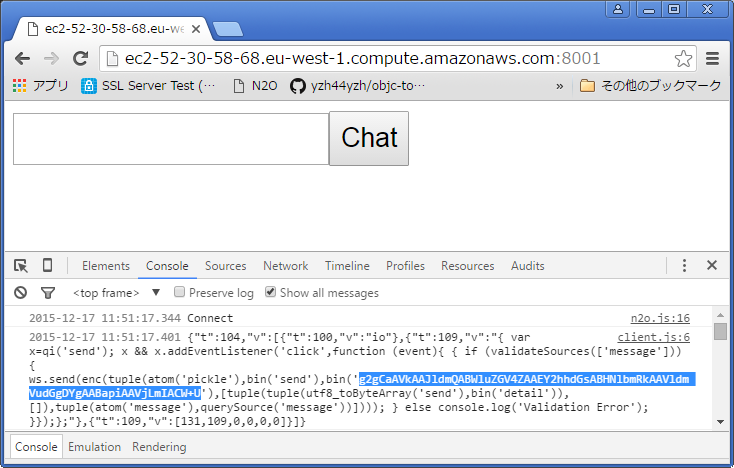 ec2-52-30-58-68.eu-we
ec2-52-30-58-68.eu-west-1.compute.amazonaws.com:8001
アプリ SSL Server Test (… N2O yzh44yzh/objc-to… » その他のブックマーク
Chat
Elements Console Sources Network Timeline Profiles Resources Audits
<top frame> ▼ Preserve log Show all messages
2015-12-17 11:51:17.344 Connect n2o.js:16
2015-12-17 11:51:17.401 {"t":104,"v":[{"t":100,"v":"io"},{"t":109,"v":"{ var client.js:6
x=qi('send'); x && x.addEventListener('click',function (event){ { if (validateSources(['message']))
{
ws.send(enc(tuple(atom('pickle'),bin('send'),bin('g2gCaAVkAAJldmQABWluZGV4ZAAEY2hhdGsABHNlbmRkAAVldm
VudGgDYgAABapiAAVjLmIACW+U'),[tuple(tuple(utf8_toByteArray('send'),bin('detail')),
[]),tuple(atom('message'),querySource('message'))]))); } else console.log('Validation Error');
}});};"},{"t":109,"v":[131,109,0,0,0,0]}]}
Console Emulation Rendering